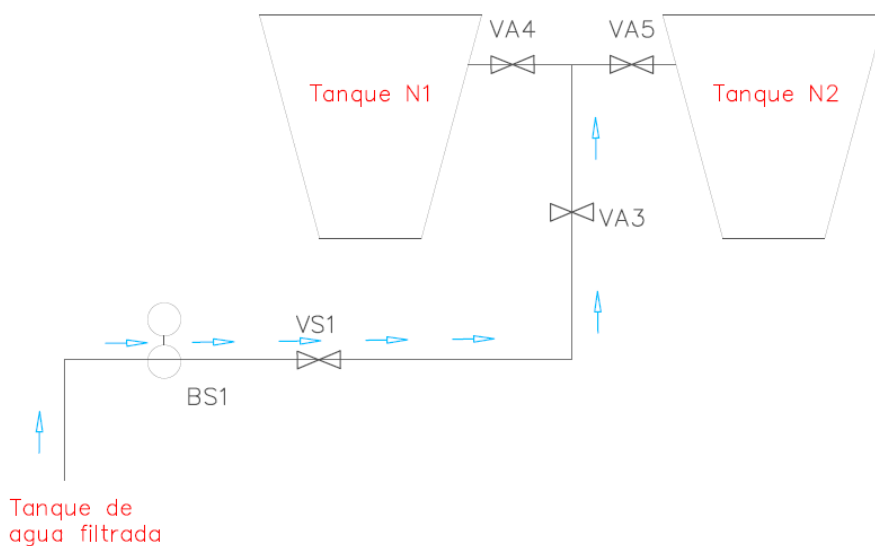 VA4
VA5
Tanque N1
Tanque N2
VA3
VS1
BS1
Tanque de
agua filtrada